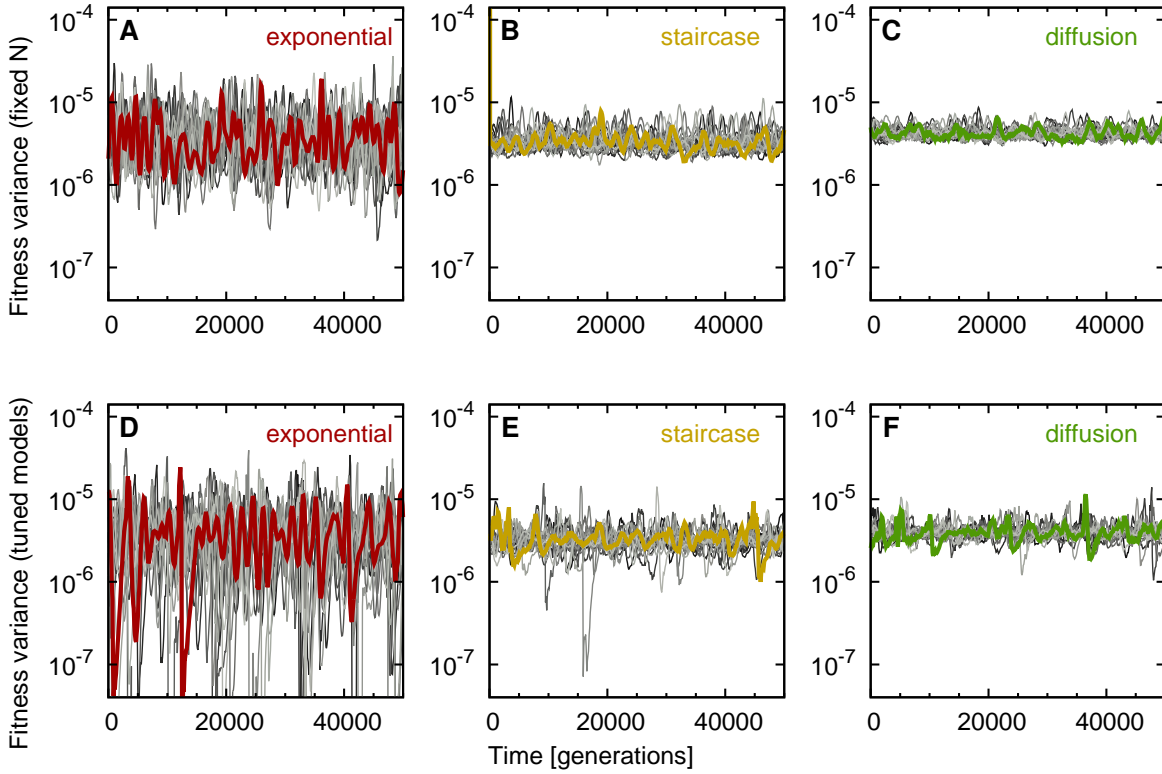 A exponential
B staircase
C diffusion
Fitness variance (fixed N)
10-4
10-5
10-6
10-7
0 20000 40000
10-4
10-5
10-6
10-7
0 20000 40000
10-4
10-5
10-6
10-7
0 20000 40000
D exponential
E staircase
F diffusion
Fitness variance (tuned models)
10-4
10-5
10-6
10-7
0 20000 40000
10-4
10-5
10-6
10-7
0 20000 40000
10-4
10-5
10-6
10-7
0 20000 40000
Time [generations]